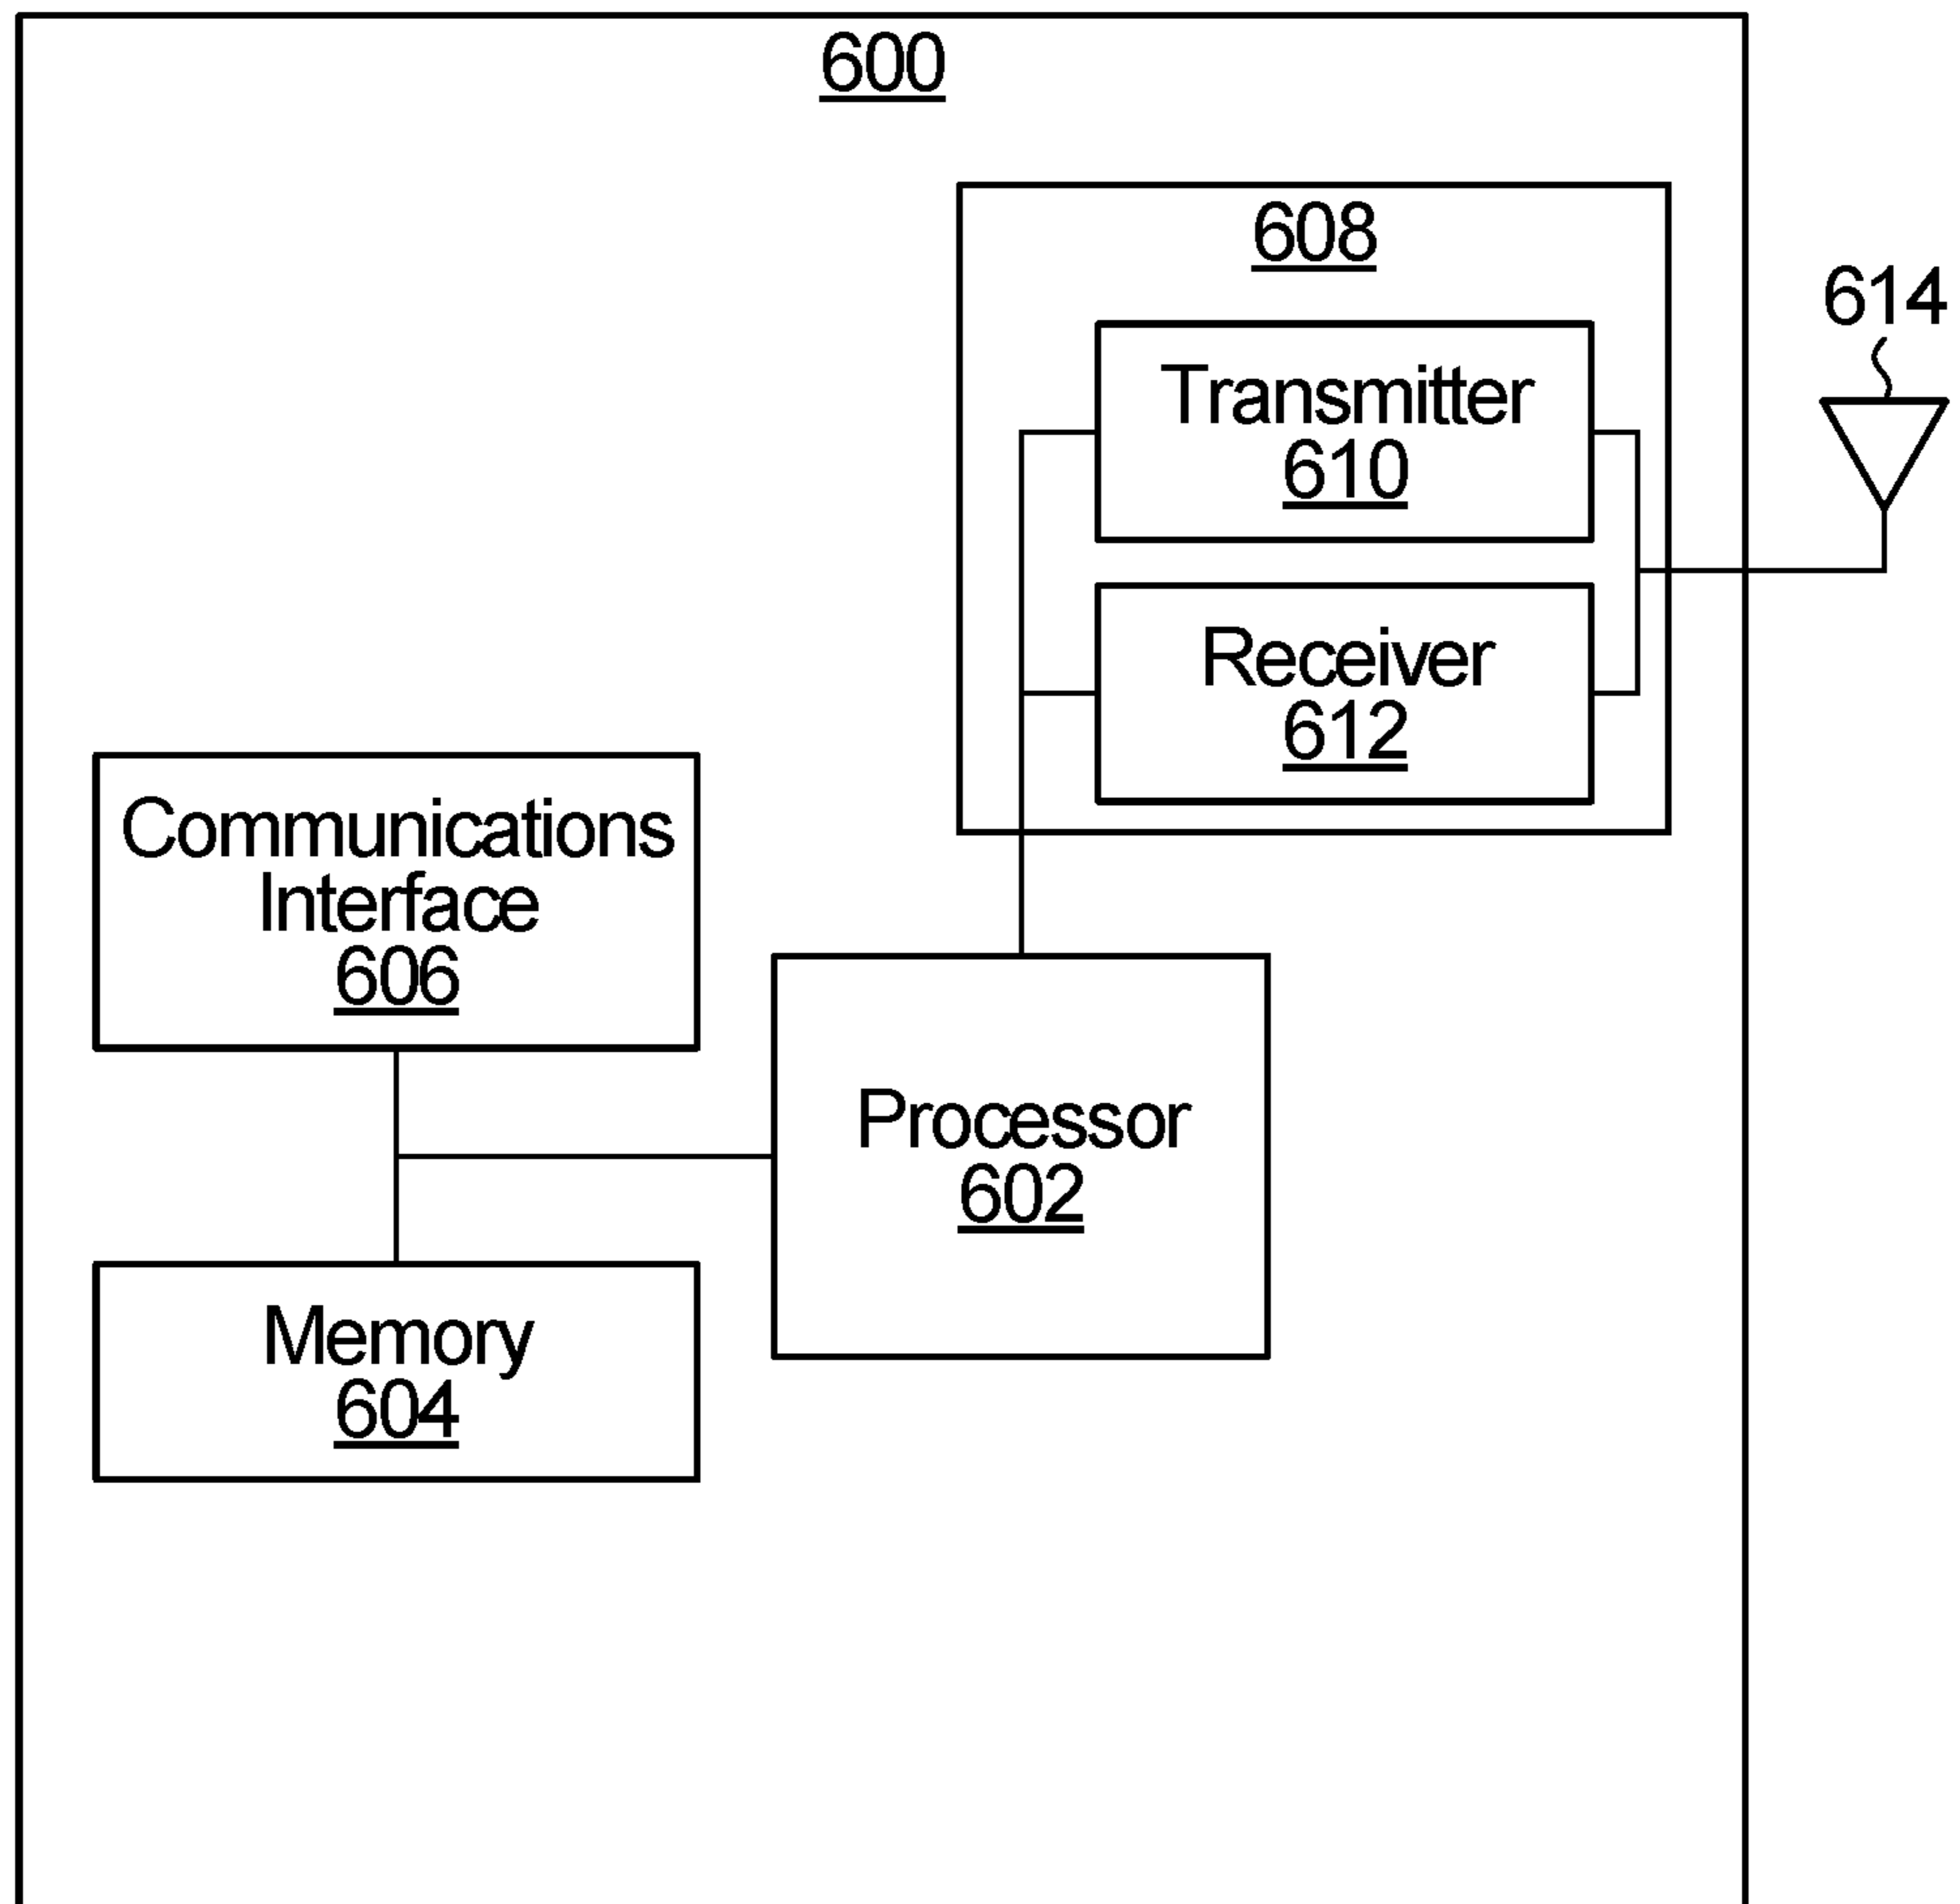 600
608
614
Transmitter
610
Receiver
612
Communications
Interface
606
Processor
602
Memory
604